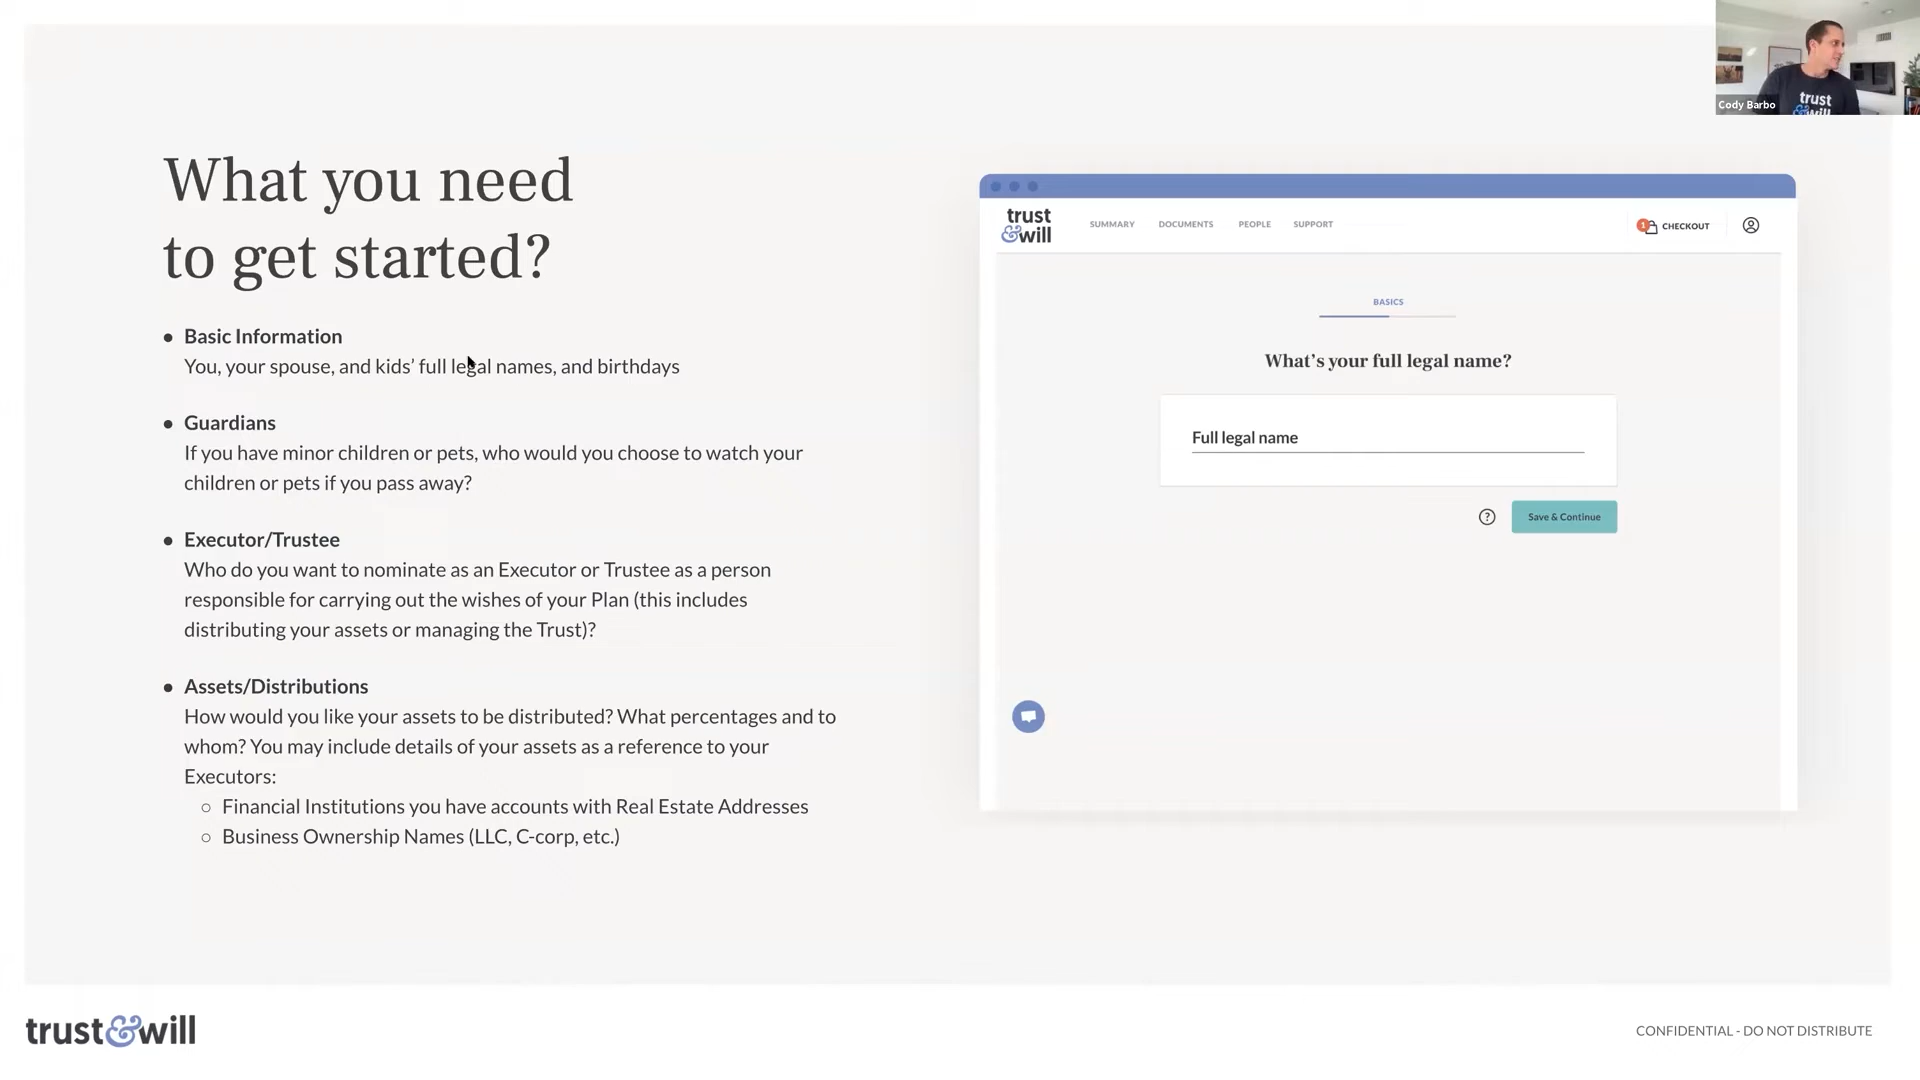 Cody Barbo
trust
&will
What you need
to get started?
• Basic Information
You, your spouse, and kids’ full legal names, and birthdays
• Guardians
If you have minor children or pets, who would you choose to watch your
children or pets if you pass away?
• Executor/Trustee
Who do you want to nominate as an Executor or Trustee as a person
responsible for carrying out the wishes of your Plan (this includes
distributing your assets or managing the Trust)?
• Assets/Distributions
How would you like your assets to be distributed? What percentages and to
whom? You may include details of your assets as a reference to your
Executors:
○ Financial Institutions you have accounts with Real Estate Addresses
○ Business Ownership Names (LLC, C-corp, etc.)
trust
&will
SUMMARY DOCUMENTS PEOPLE SUPPORT
1 CHECKOUT
BASICS
What’s your full legal name?
Full legal name
? Save & Continue
trust&will
CONFIDENTIAL - DO NOT DISTRIBUTE